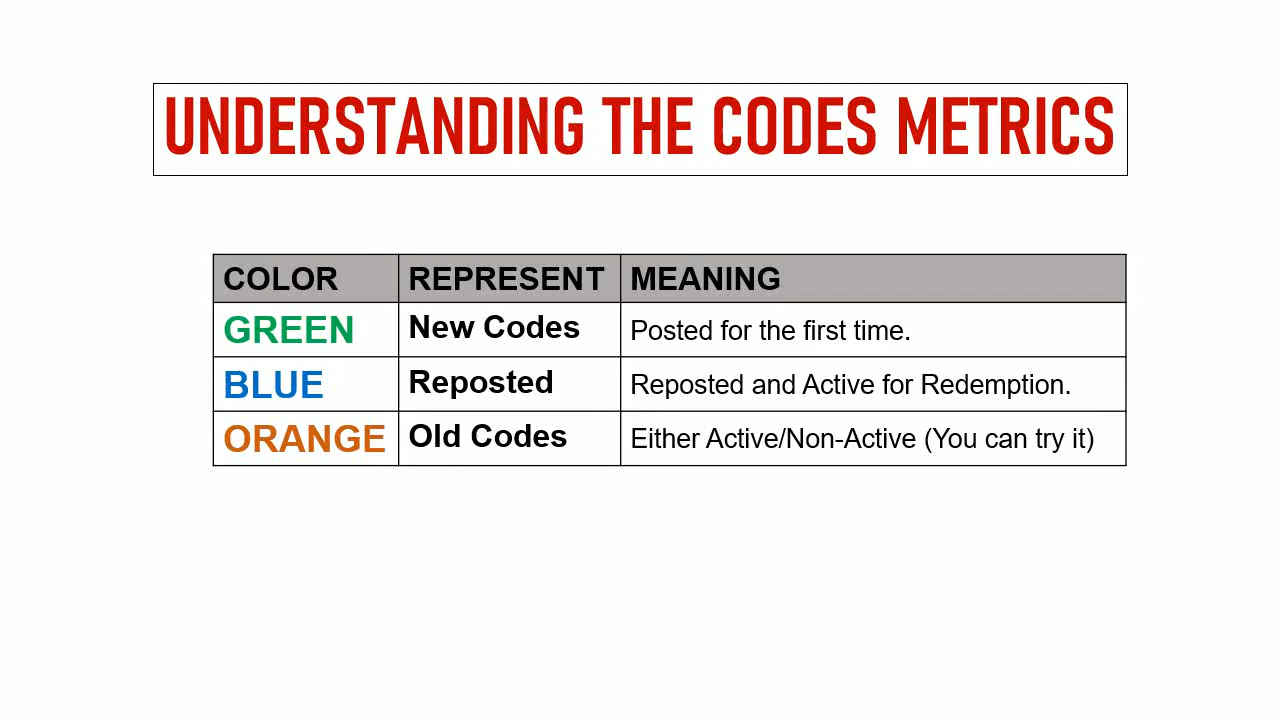 UNDERSTANDING THE CODES METRICS
COLOR REPRESENT MEANING
GREEN New Codes Posted for the first time.
BLUE Reposted Reposted and Active for Redemption.
ORANGE Old Codes Either Active/Non-Active (You can try it)